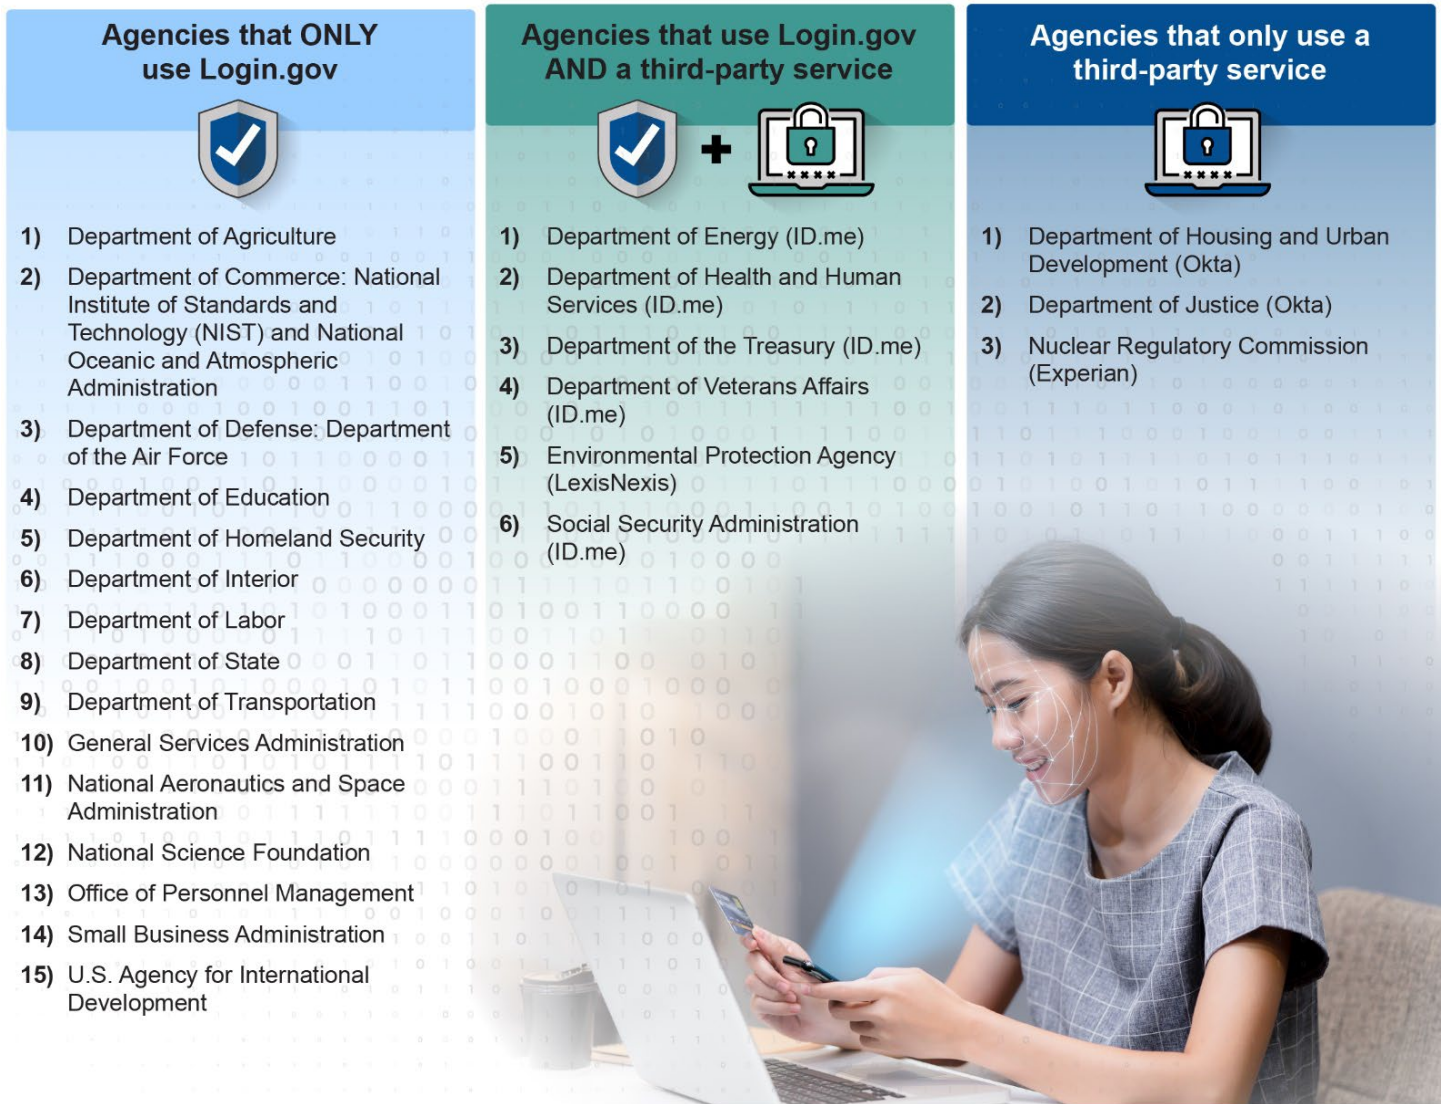 Agencies that ONLY
use Login.gov
1) Department of Agriculture
2) Department of Commerce: National
Institute of Standards and
Technology (NIST) and National
Oceanic and Atmospheric
Administration
3) Department of Defense: Department
of the Air Force
4) Department of Education
5) Department of Homeland Security
6) Department of Interior
7) Department of Labor
8) Department of State
9) Department of Transportation
10) General Services Administration
11) National Aeronautics and Space
Administration
12) National Science Foundation
13) Office of Personnel Management
14) Small Business Administration
15) U.S. Agency for International
Development
Agencies that use Login.gov
AND a third-party service
1) Department of Energy (ID.me)
2) Department of Health and Human
Services (ID.me)
3) Department of the Treasury (ID.me)
4) Department of Veterans Affairs
(ID.me)
5) Environmental Protection Agency
(LexisNexis)
6) Social Security Administration
(ID.me)
Agencies that only use a
third-party service
1) Department of Housing and Urban
Development (Okta)
2) Department of Justice (Okta)
3) Nuclear Regulatory Commission
(Experian)